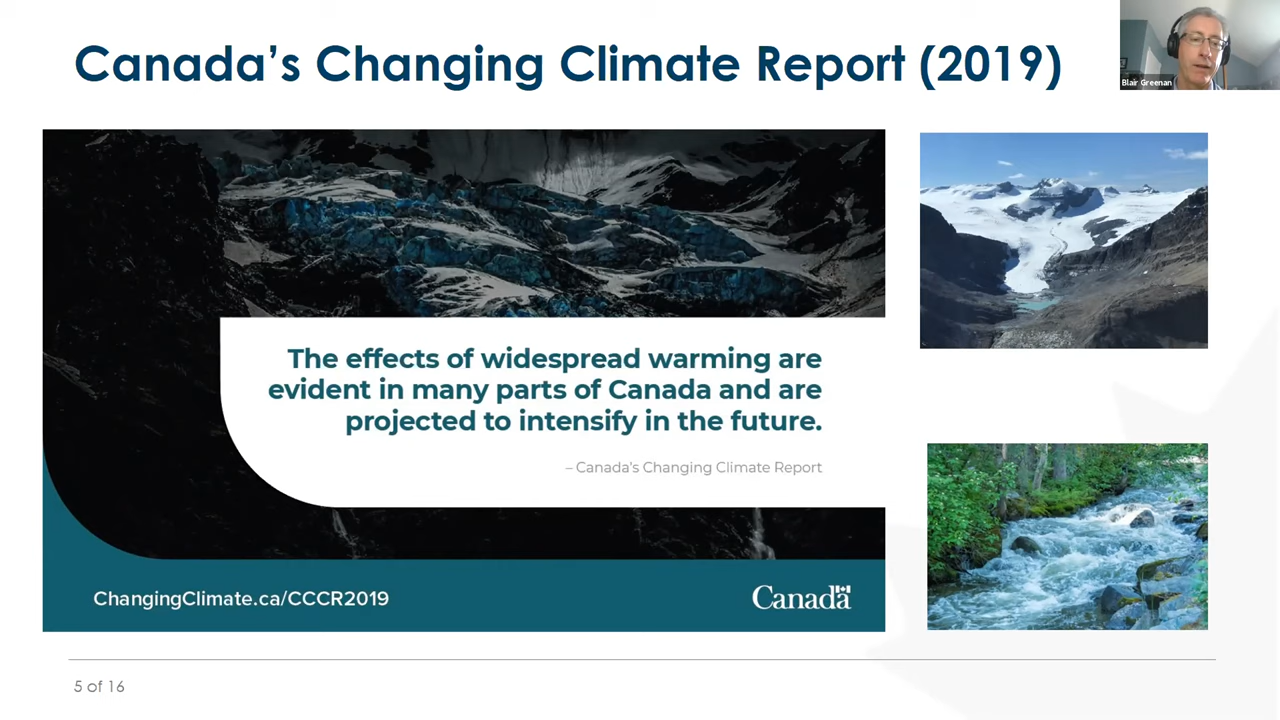 Canada's Changing Climate Report (2019)
Blair Greenan
The effects of widespread warming are
evident in many parts of Canada and are
projected to intensify in the future.
– Canada's Changing Climate Report
ChangingClimate.ca/CCCR2019
Canada
5 of 16